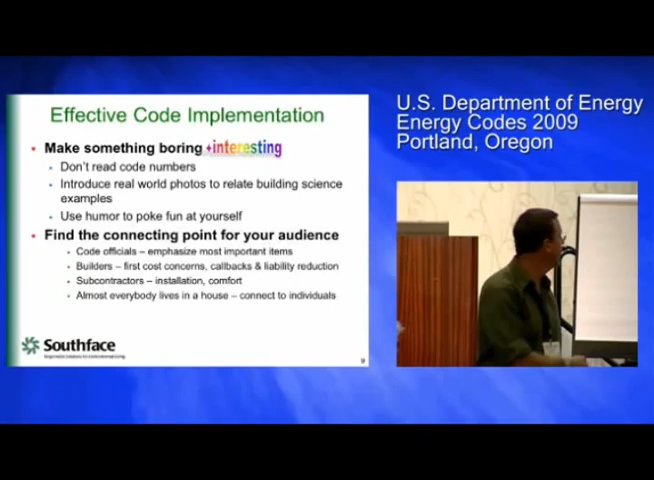 Effective Code Implementation
Make something boring interesting
Don't read code numbers
Introduce real world photos to relate building science
examples
Use humor to poke fun at yourself
Find the connecting point for your audience
Code officials – emphasize most important items
Builders – first cost concerns, callbacks & liability reduction
Subcontractors – installation, comfort
Almost everybody lives in a house – connect to individuals
Southface
9
U.S. Department of Energy
Energy Codes 2009
Portland, Oregon